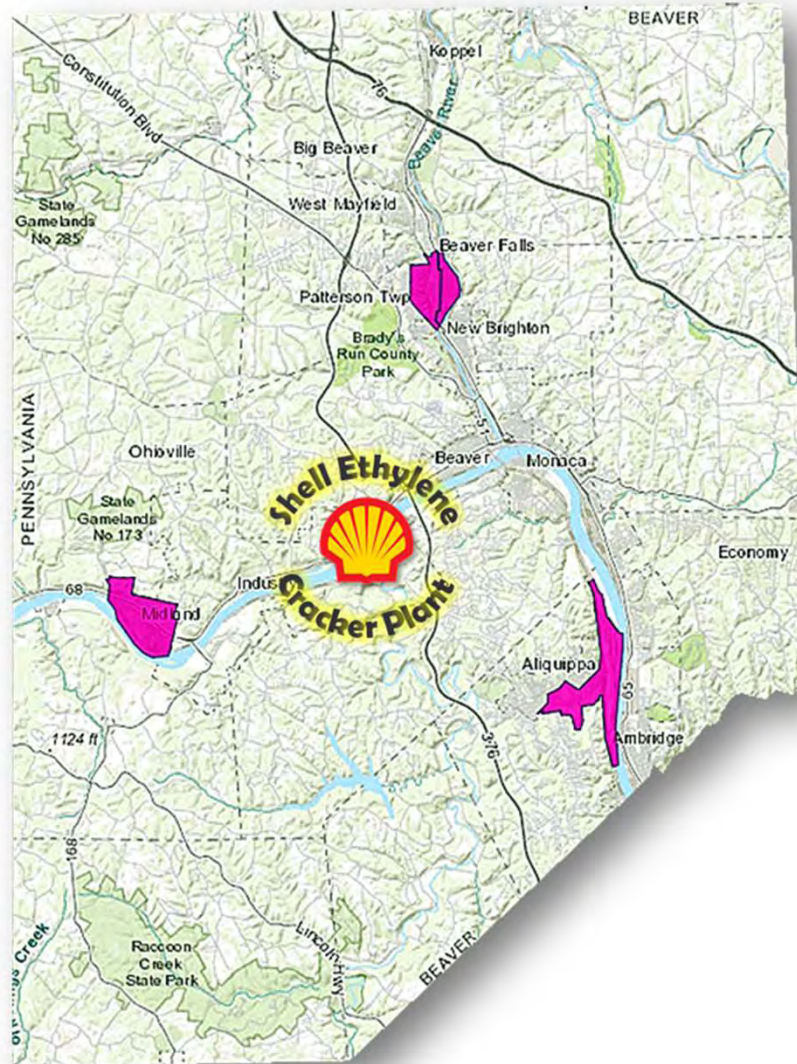 BEAVER
Koppel
Constitution Blvd
76
Beaver River
Big Beaver
State
Gamelands
No 285
West Mayfield
Beaver Falls
Patterson Twp
New Brighton
Brady's
Run County
Park
PENNSYLVANIA
51
Ohioville
Beaver
Monaca
Shell Ethylene
State
Gamelands
No 173
Economy
68
Indus
Midland
Cracker Plant
Aliquippa
65
1124 ft
376
Ambridge
168
Lincoln Hwy
Raccoon
Creek
State Park
BEAVER
Creek